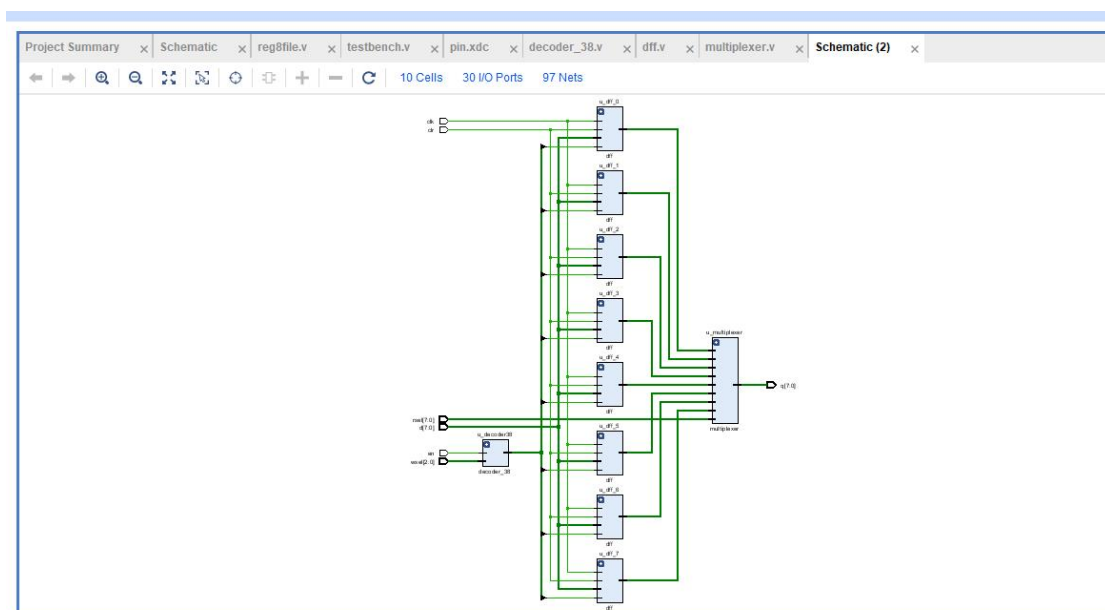 Project Summary × Schematic × reg8file.v × testbench.v × pin.xdc × decoder_38.v × dff.v × multiplexer.v × Schematic (2) ×
10 Cells 30 I/O Ports 97 Nets
u_dff_0
clk
clr
dff
u_dff_1
dff
u_dff_2
dff
u_dff_3
dff
u_multiplexer
u_dff_4
q[7:0]
dff
rsel[7:0]
d[7:0]
multiplexer
u_dff_5
u_decoder38
en
wsel[2:0]
decoder_38
dff
u_dff_6
dff
u_dff_7
dff